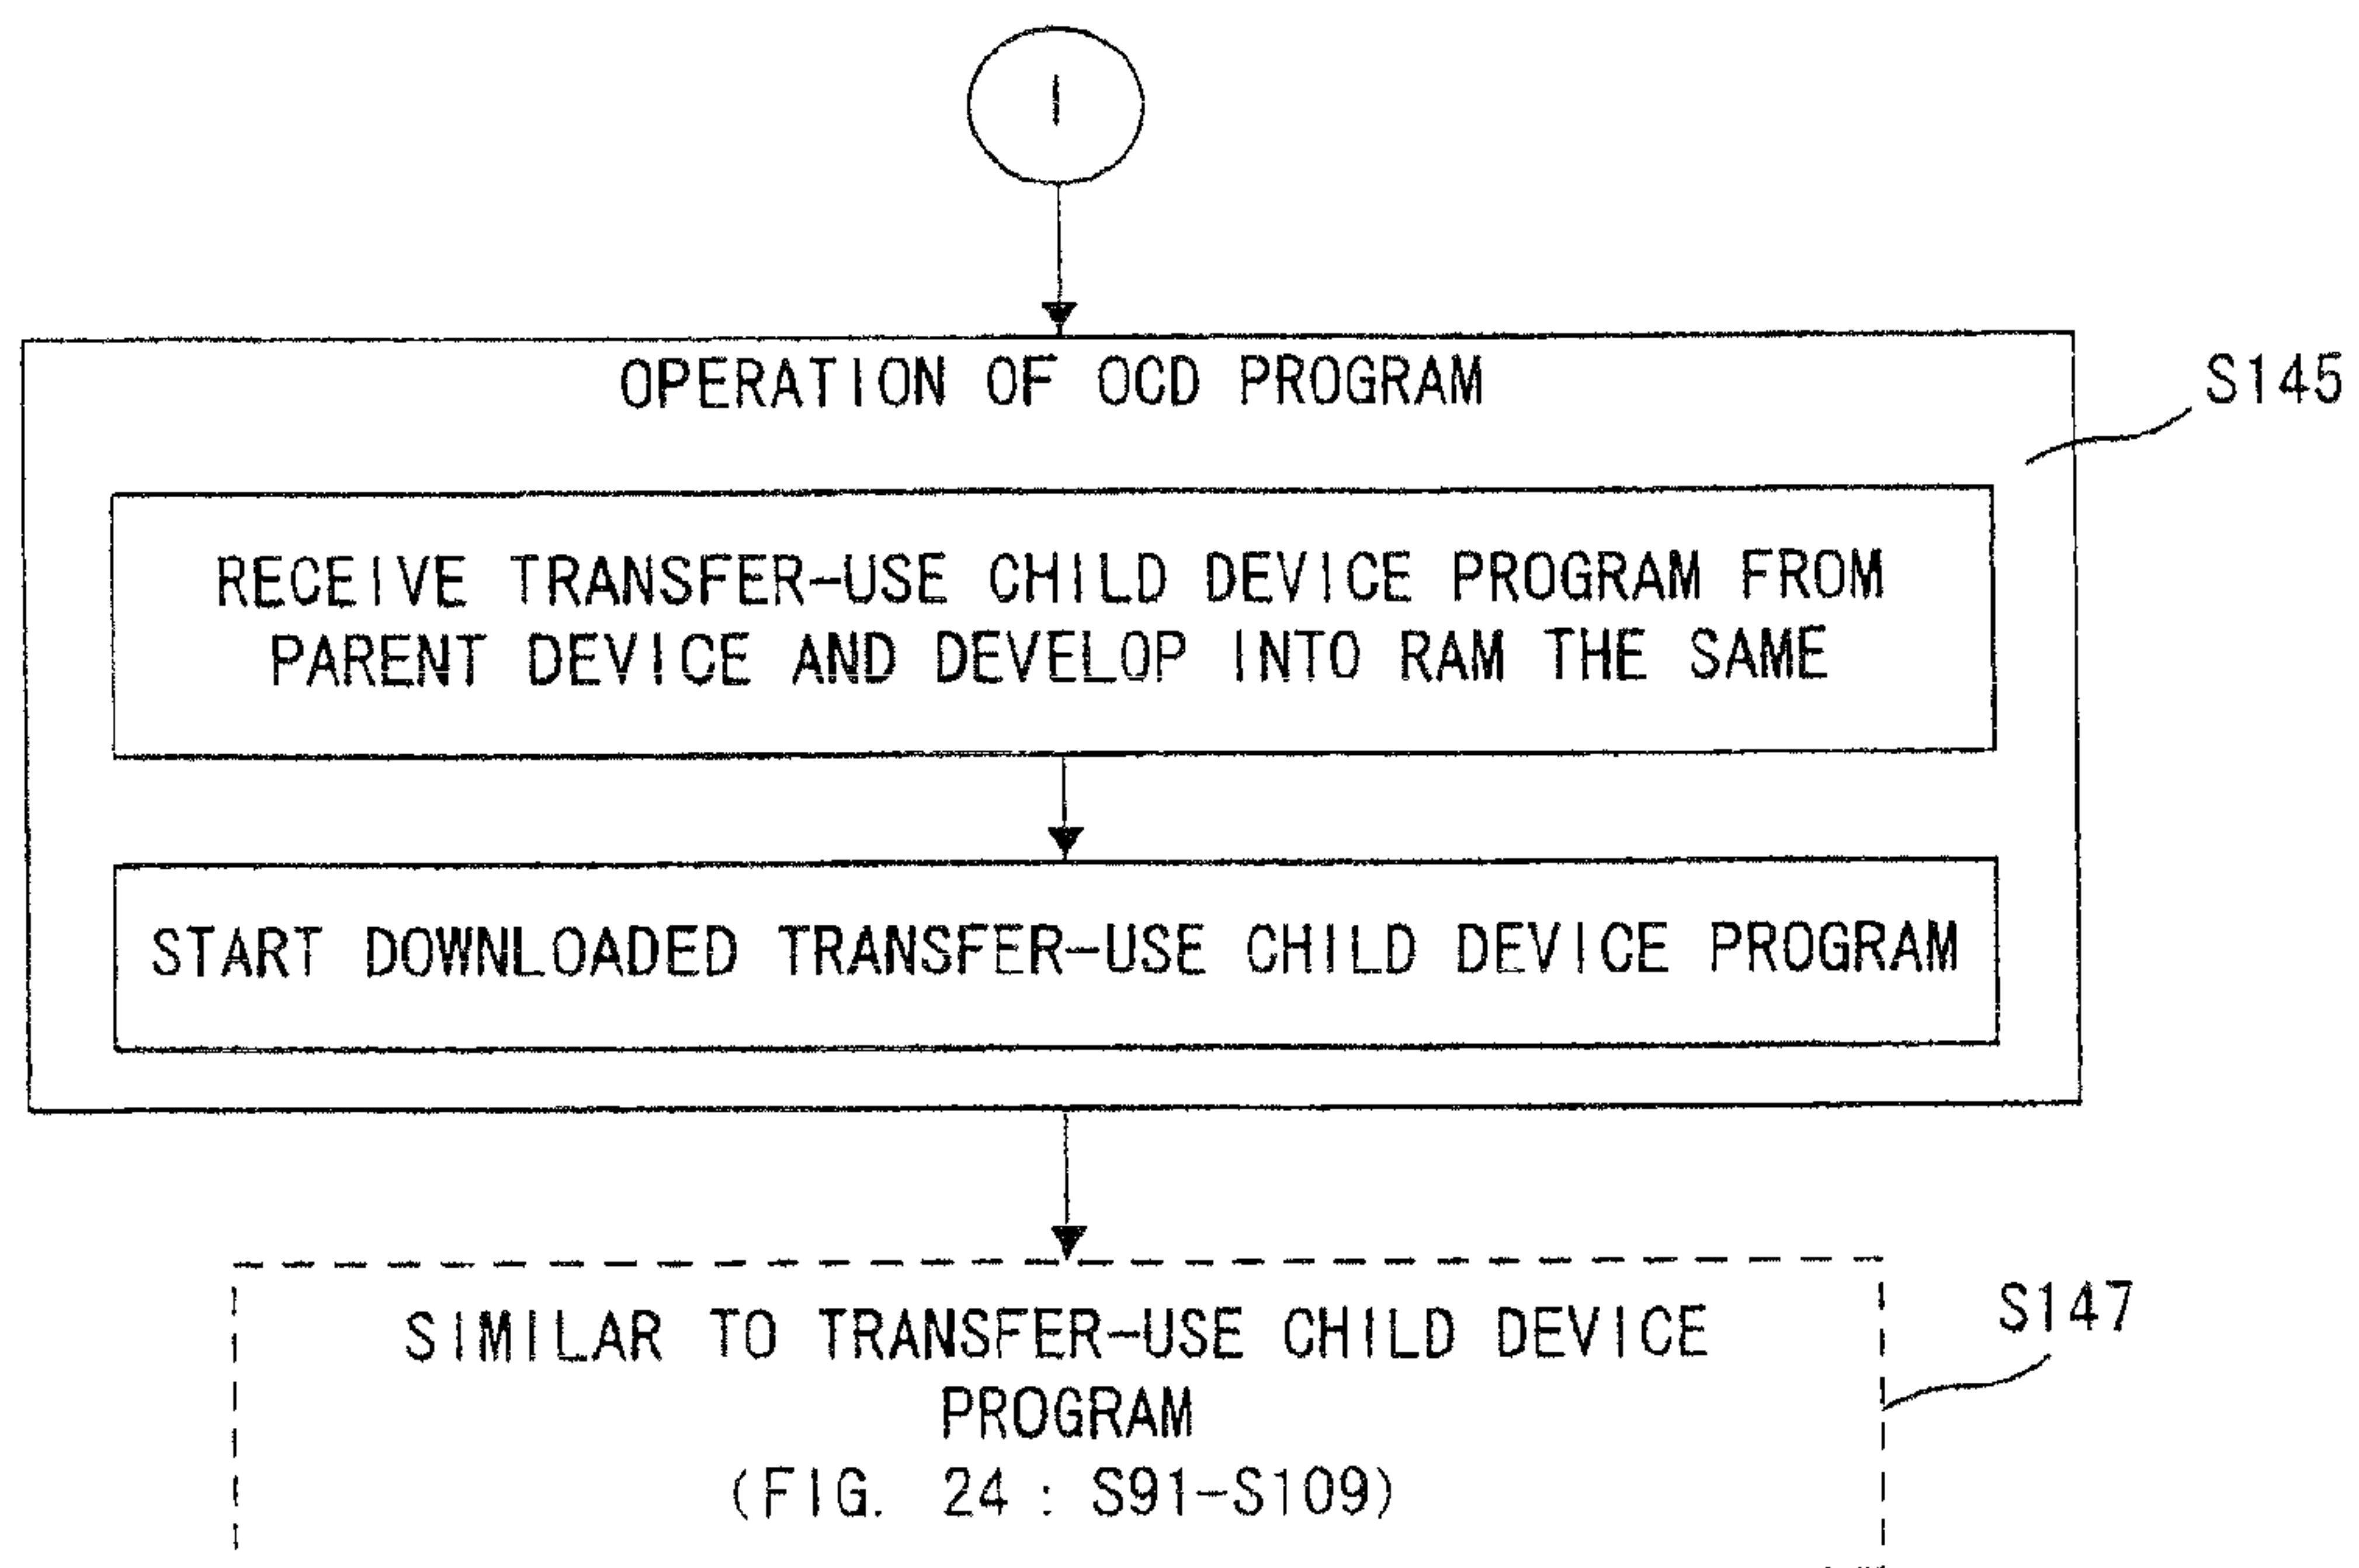 I
OPERATION OF OCD PROGRAM
S145
RECEIVE TRANSFER-USE CHILD DEVICE PROGRAM FROM
PARENT DEVICE AND DEVELOP INTO RAM THE SAME
START DOWNLOADED TRANSFER-USE CHILD DEVICE PROGRAM
SIMILAR TO TRANSFER-USE CHILD DEVICE
PROGRAM
(FIG. 24 : S91-S109)
S147